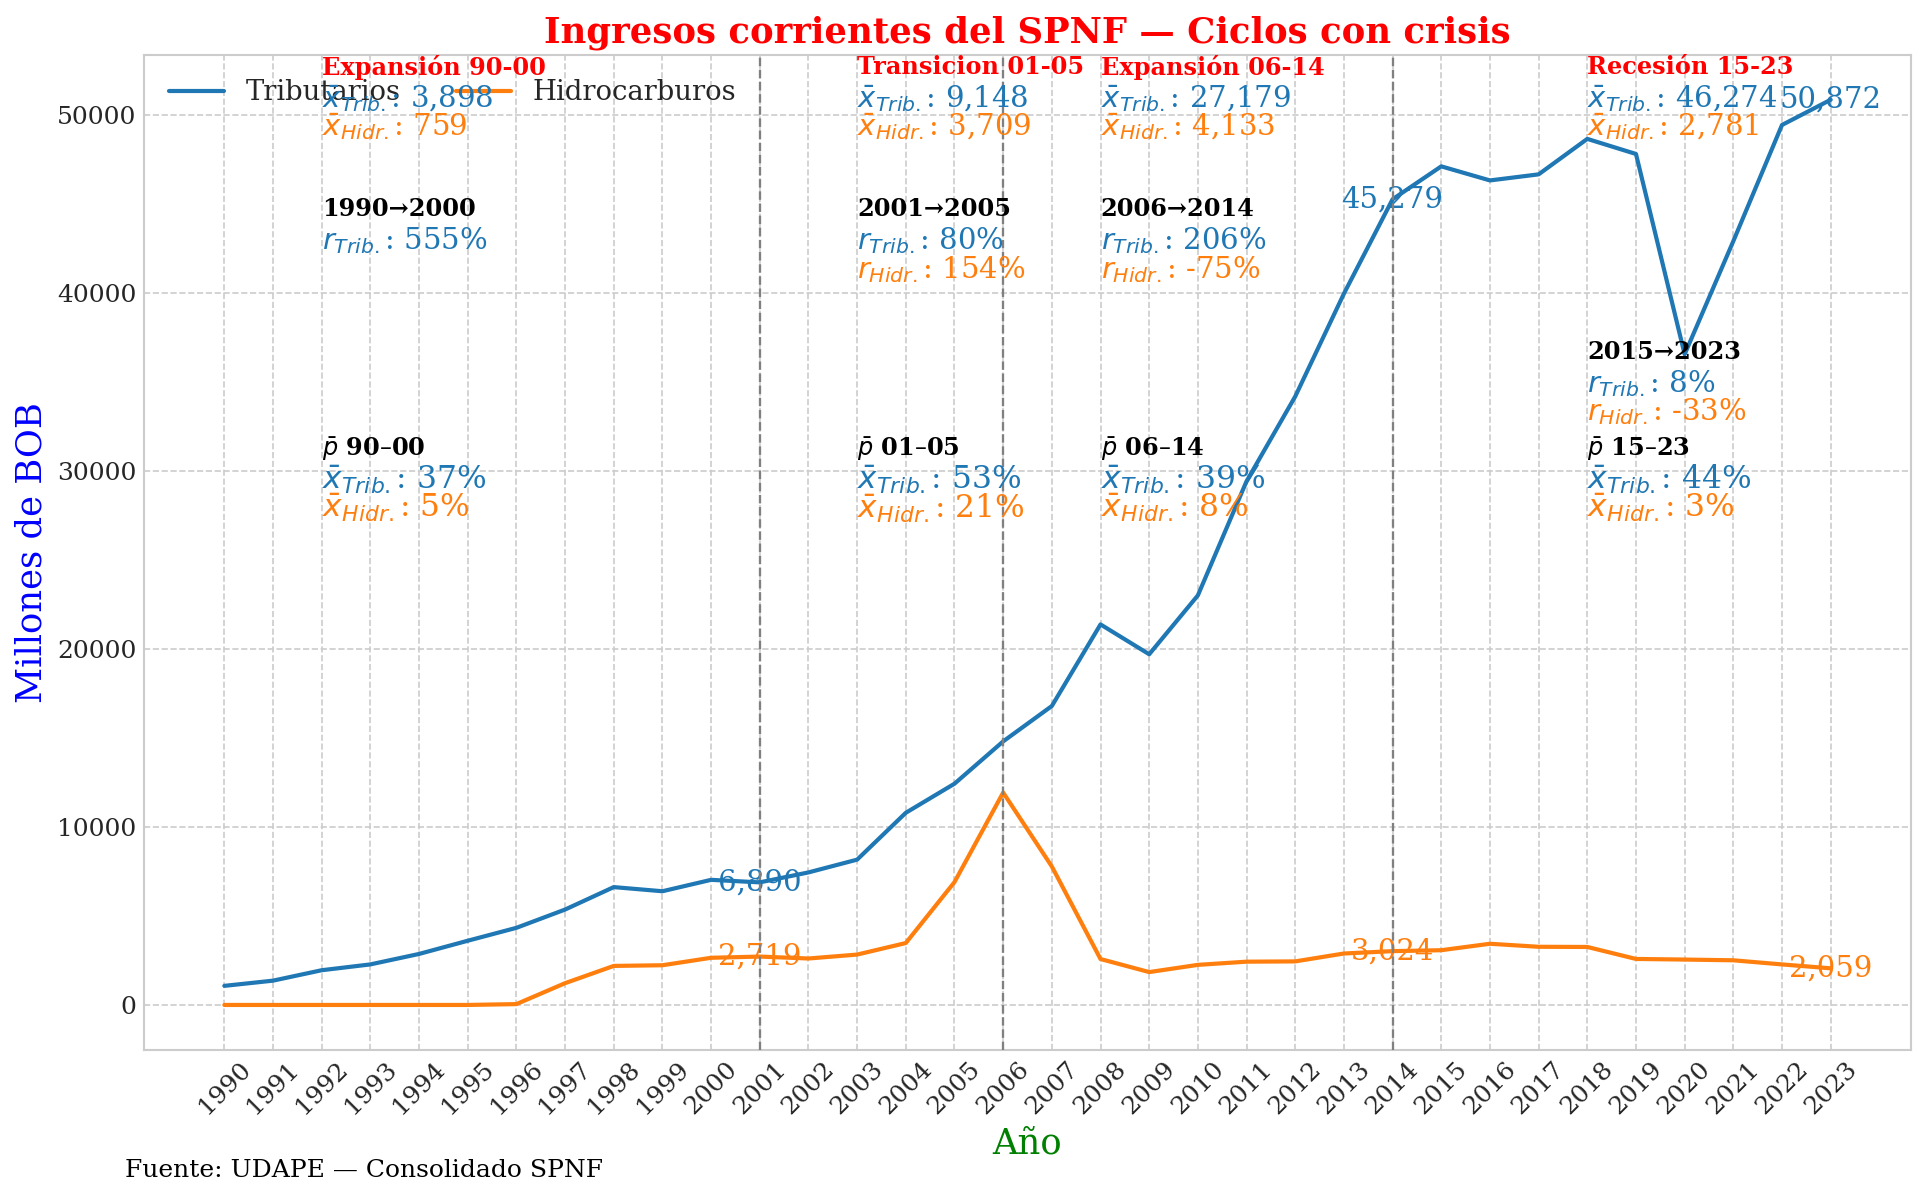 Ingresos corrientes del SPNF — Ciclos con crisis
Tributarios
Hidrocarburos
Expansión 90-00
x̄Trib.: 3,898
x̄Hidr.: 759
Transicion 01-05
x̄Trib.: 9,148
x̄Hidr.: 3,709
Expansión 06-14
x̄Trib.: 27,179
x̄Hidr.: 4,133
Recesión 15-23
x̄Trib.: 46,274
x̄Hidr.: 2,781
50,872
45,279
1990→2000
rTrib.: 555%
2001→2005
rTrib.: 80%
rHidr.: 154%
2006→2014
rTrib.: 206%
rHidr.: -75%
2015→2023
rTrib.: 8%
rHidr.: -33%
p̄ 90–00
x̄Trib.: 37%
x̄Hidr.: 5%
p̄ 01–05
x̄Trib.: 53%
x̄Hidr.: 21%
p̄ 06–14
x̄Trib.: 39%
x̄Hidr.: 8%
p̄ 15–23
x̄Trib.: 44%
x̄Hidr.: 3%
6,890
2,719
3,024
2,059
Millones de BOB
50000
40000
30000
20000
10000
0
1990 1991 1992 1993 1994 1995 1996 1997 1998 1999 2000 2001 2002 2003 2004 2005 2006 2007 2008 2009 2010 2011 2012 2013 2014 2015 2016 2017 2018 2019 2020 2021 2022 2023
Año
Fuente: UDAPE — Consolidado SPNF